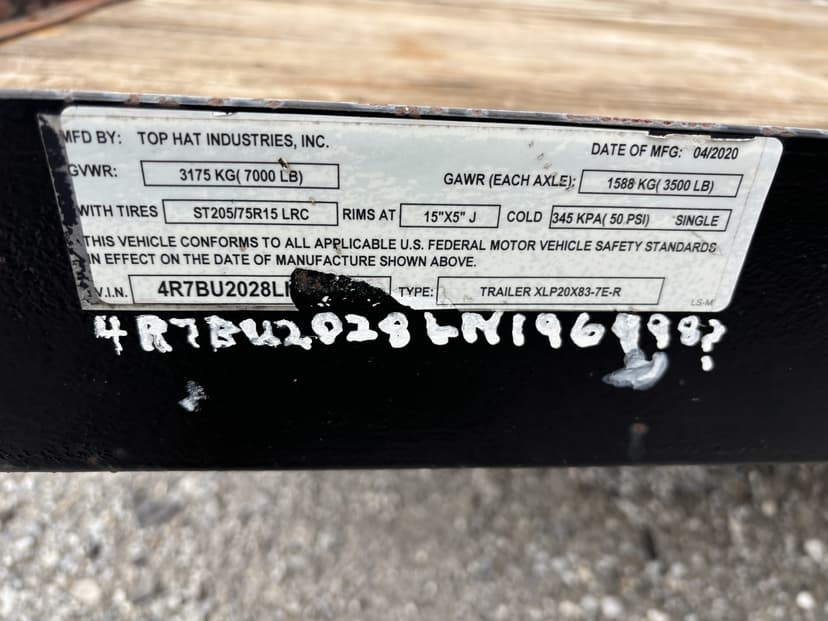 MFD BY: TOP HAT INDUSTRIES, INC. DATE OF MFG: 04/2020
GVWR: 3175 KG( 7000 LB) GAWR (EACH AXLE): 1588 KG( 3500 LB)
WITH TIRES ST205/75R15 LRC RIMS AT 15"X5" J COLD 345 KPA( 50.PSI) SINGLE
THIS VEHICLE CONFORMS TO ALL APPLICABLE U.S. FEDERAL MOTOR VEHICLE SAFETY STANDARDS
IN EFFECT ON THE DATE OF MANUFACTURE SHOWN ABOVE.
V.I.N. 4R7BU2028L TYPE: TRAILER XLP20X83-7E-R
LS-M